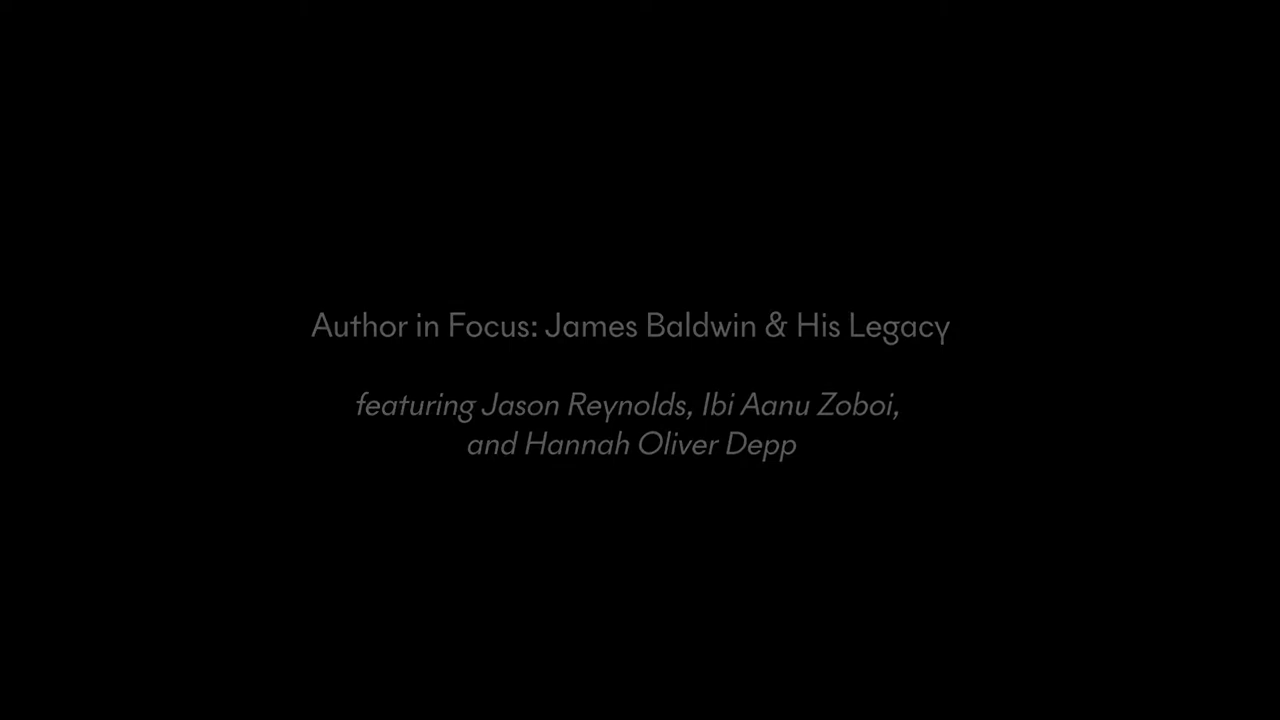 Author in Focus: James Baldwin & His Legacy
featuring Jason Reynolds, Ibi Aanu Zoboi,
and Hannah Oliver Depp